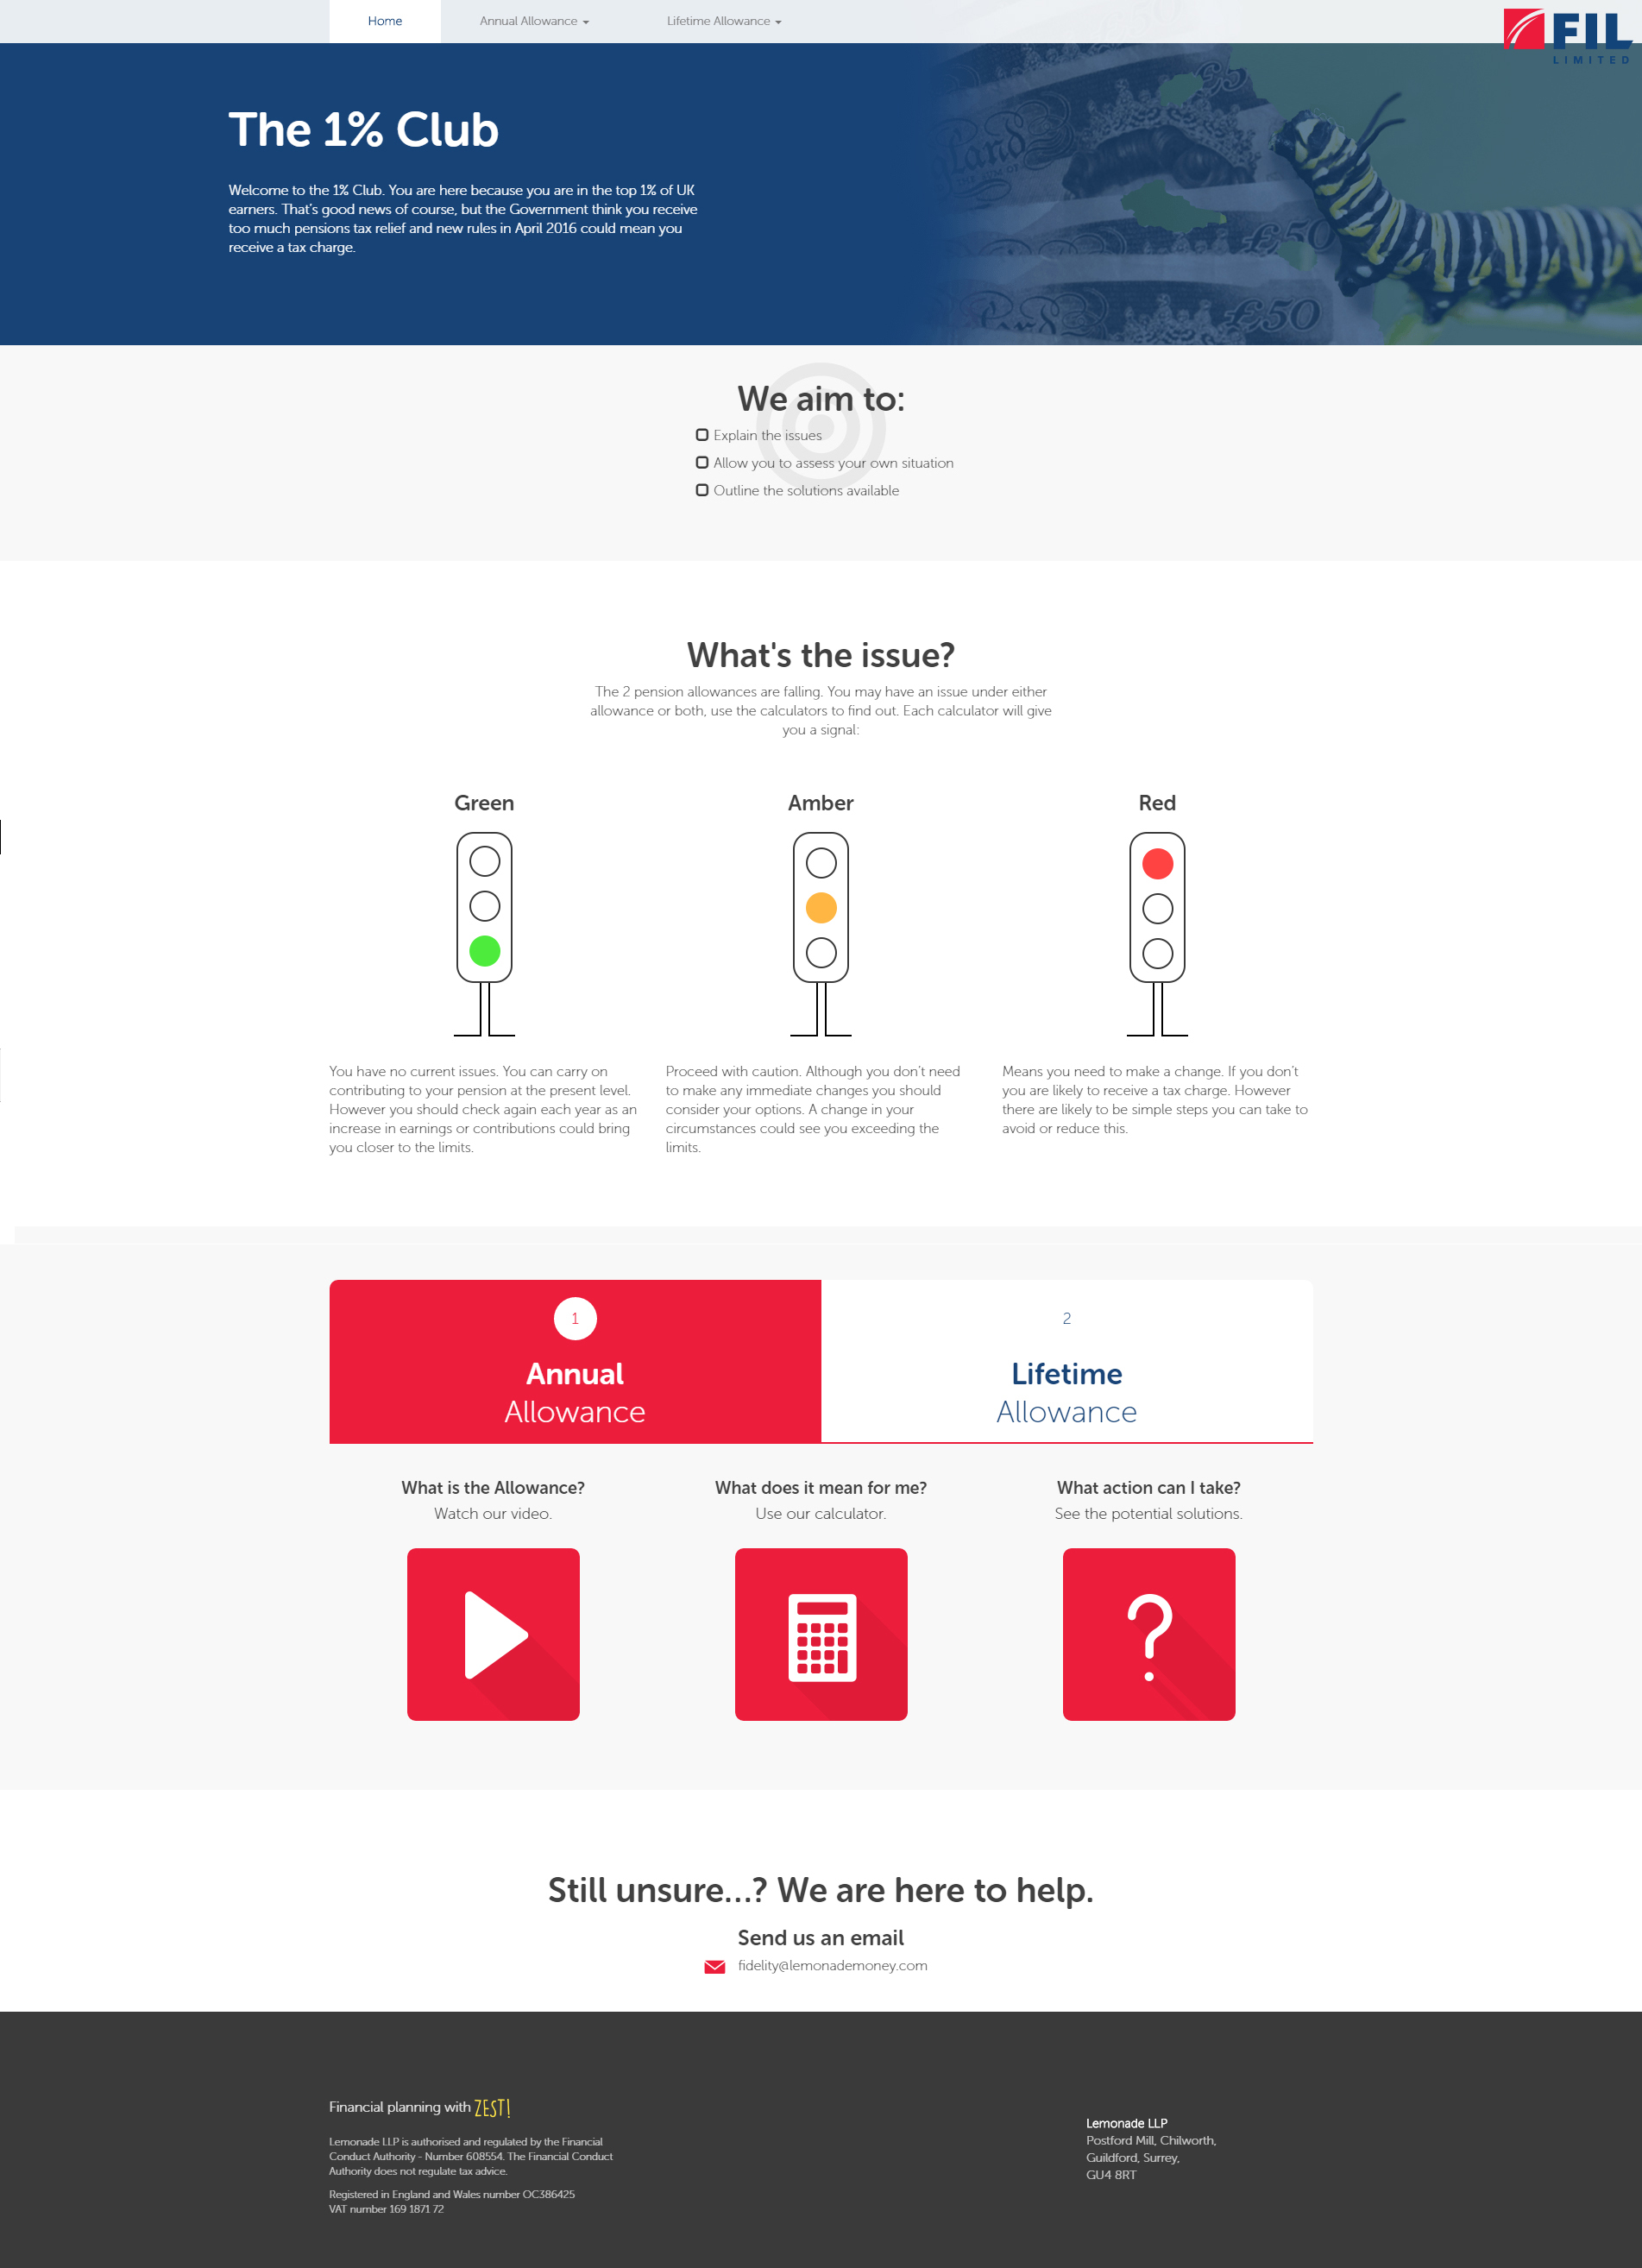 Home
Annual Allowance
Lifetime Allowance
FIL
LIMITED
The 1% Club
Welcome to the 1% Club. You are here because you are in the top 1% of UK
earners. That's good news of course, but the Government think you receive
too much pensions tax relief and new rules in April 2016 could mean you
receive a tax charge.
£50
£50
We aim to:
Explain the issues
Allow you to assess your own situation
Outline the solutions available
What's the issue?
The 2 pension allowances are falling. You may have an issue under either
allowance or both, use the calculators to find out. Each calculator will give
you a signal:
Green
You have no current issues. You can carry on
contributing to your pension at the present level.
However you should check again each year as an
increase in earnings or contributions could bring
you closer to the limits.
Amber
Proceed with caution. Although you don't need
to make any immediate changes you should
consider your options. A change in your
circumstances could see you exceeding the
limits.
Red
Means you need to make a change. If you don't
you are likely to receive a tax charge. However
there are likely to be simple steps you can take to
avoid or reduce this.
1
Annual
Allowance
2
Lifetime
Allowance
What is the Allowance?
Watch our video.
What does it mean for me?
Use our calculator.
What action can I take?
See the potential solutions.
Still unsure...? We are here to help.
Send us an email
fidelity@lemonademoney.com
Financial planning with ZEST!
Lemonade LLP is authorised and regulated by the Financial
Conduct Authority - Number 608554. The Financial Conduct
Authority does not regulate tax advice.
Registered in England and Wales number OC386425
VAT number 169 1871 72
Lemonade LLP
Postford Mill, Chilworth,
Guildford, Surrey,
GU4 8RT